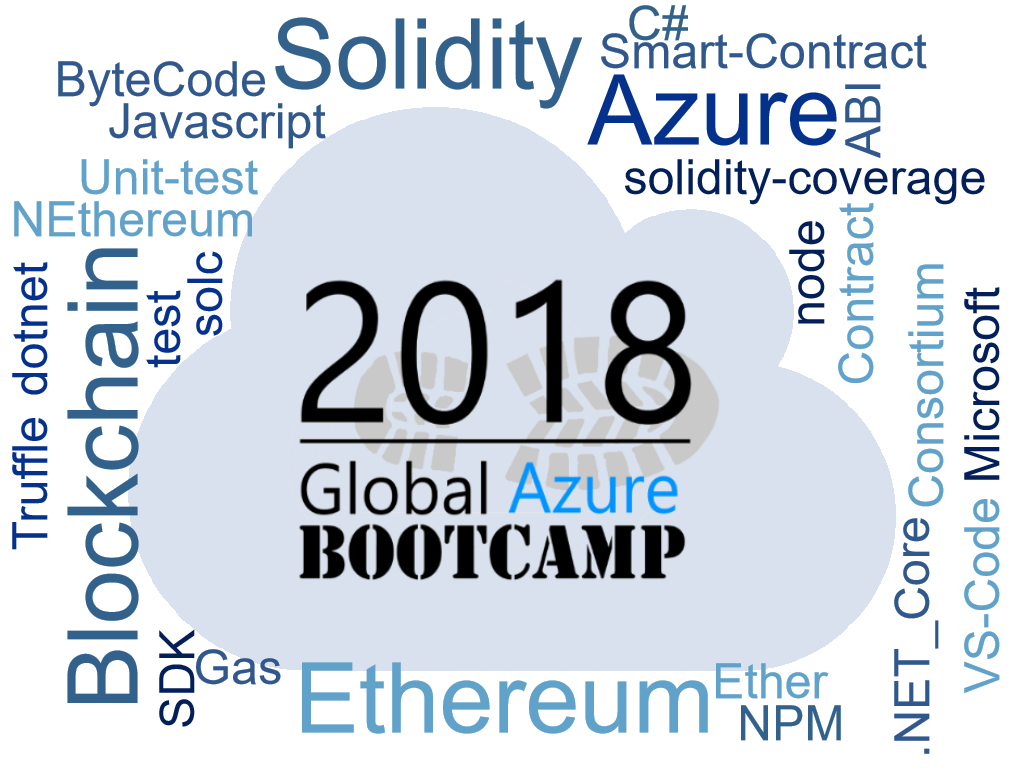 C#
Solidity
Smart-Contract
ByteCode
Azure
ABI
Javascript
Unit-test
solidity-coverage
NEthereum
Contract
node
solc
dotnet
Blockchain
test
Consortium
Microsoft
2018
Truffle
Global Azure
BOOTCAMP
VS-Code
.NET_Core
SDK
Gas
Ethereum
Ether
NPM